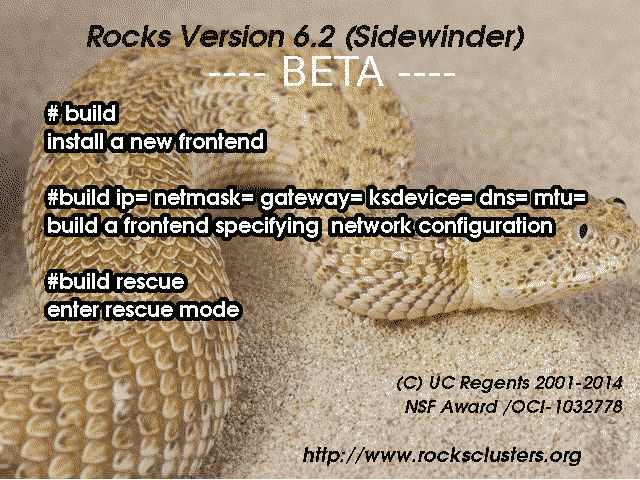 Rocks Version 6.2 (Sidewinder)
---- BETA ----
# build
install a new frontend
#build ip= netmask= gateway= ksdevice= dns= mtu=
build a frontend specifying network configuration
#build rescue
enter rescue mode
(C) UC Regents 2001-2014
NSF Award /OCI-1032778
http://www.rocksclusters.org